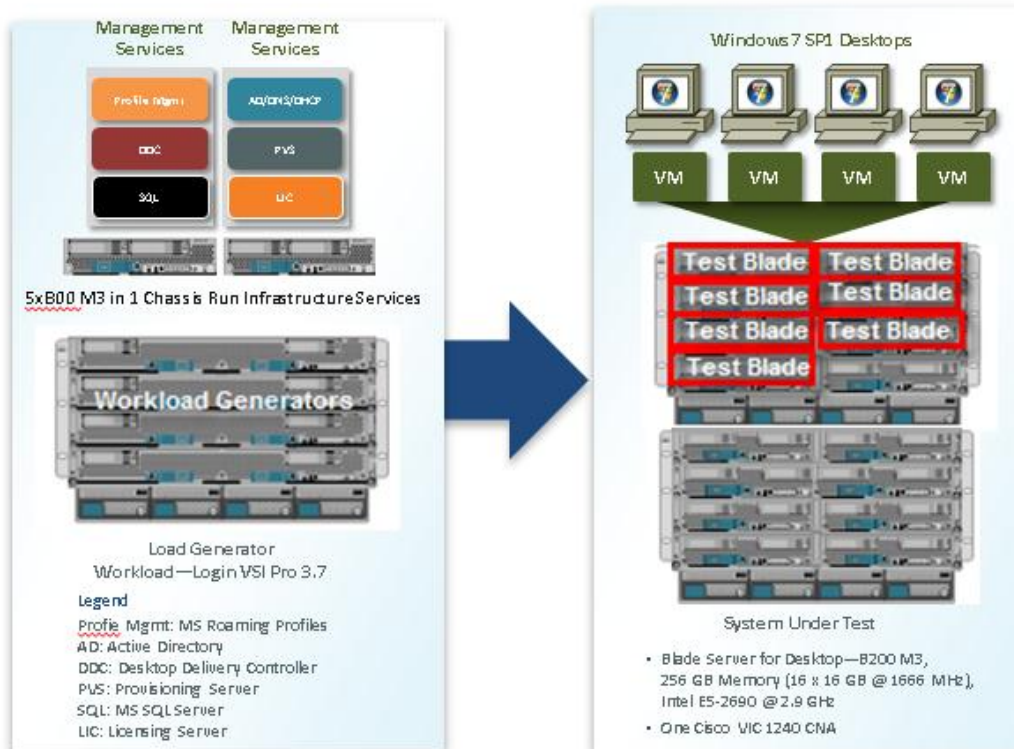 Management Services
Management Services
Profile Mgmt
AD/DNS/DHCP
DDC
PVS
SQL
LIC
5xB00 M3 in 1 Chassis Run Infrastructure Services
Workload Generators
Load Generator
Workload—Login VSI Pro 3.7
Legend
Profie Mgmt: MS Roaming Profiles
AD: Active Directory
DDC: Desktop Delivery Controller
PVS: Provisioning Server
SQL: MS SQL Server
LIC: Licensing Server
Windows 7 SP1 Desktops
VM
VM
VM
VM
Test Blade
Test Blade
Test Blade
Test Blade
Test Blade
Test Blade
Test Blade
System Under Test
• Blade Server for Desktop—B200 M3,
256 GB Memory (16 x 16 GB @ 1666 MHz),
Intel E5-2690 @ 2.9 GHz
• One Cisco VIC 1240 CNA